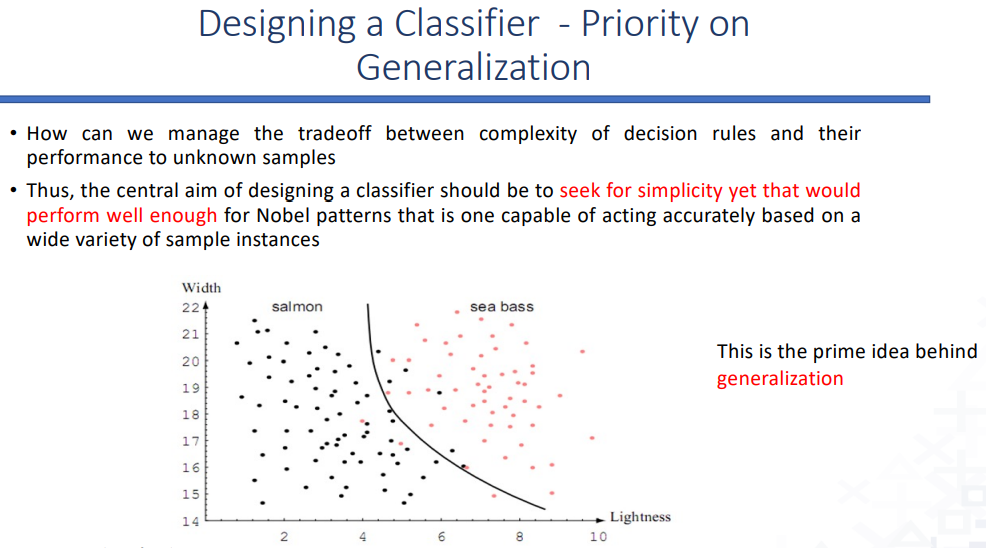 Designing a Classifier - Priority on
Generalization
• How can we manage the tradeoff between complexity of decision rules and their
performance to unknown samples
• Thus, the central aim of designing a classifier should be to seek for simplicity yet that would
perform well enough for Nobel patterns that is one capable of acting accurately based on a
wide variety of sample instances
Width
22
salmon
sea bass
21
20
19
18
17
16
15
14
Lightness
2
4
6
8
10
This is the prime idea behind
generalization